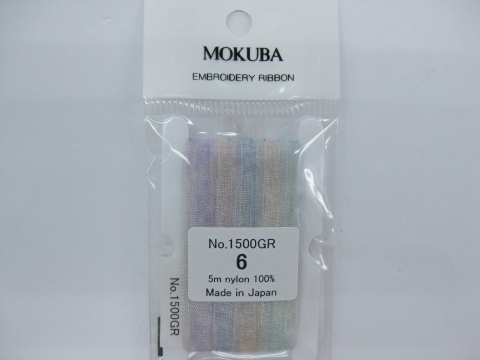 MOKUBA
EMBROIDERY RIBBON
No.1500GR
6
5m nylon 100%
Made in Japan
No.1500GR